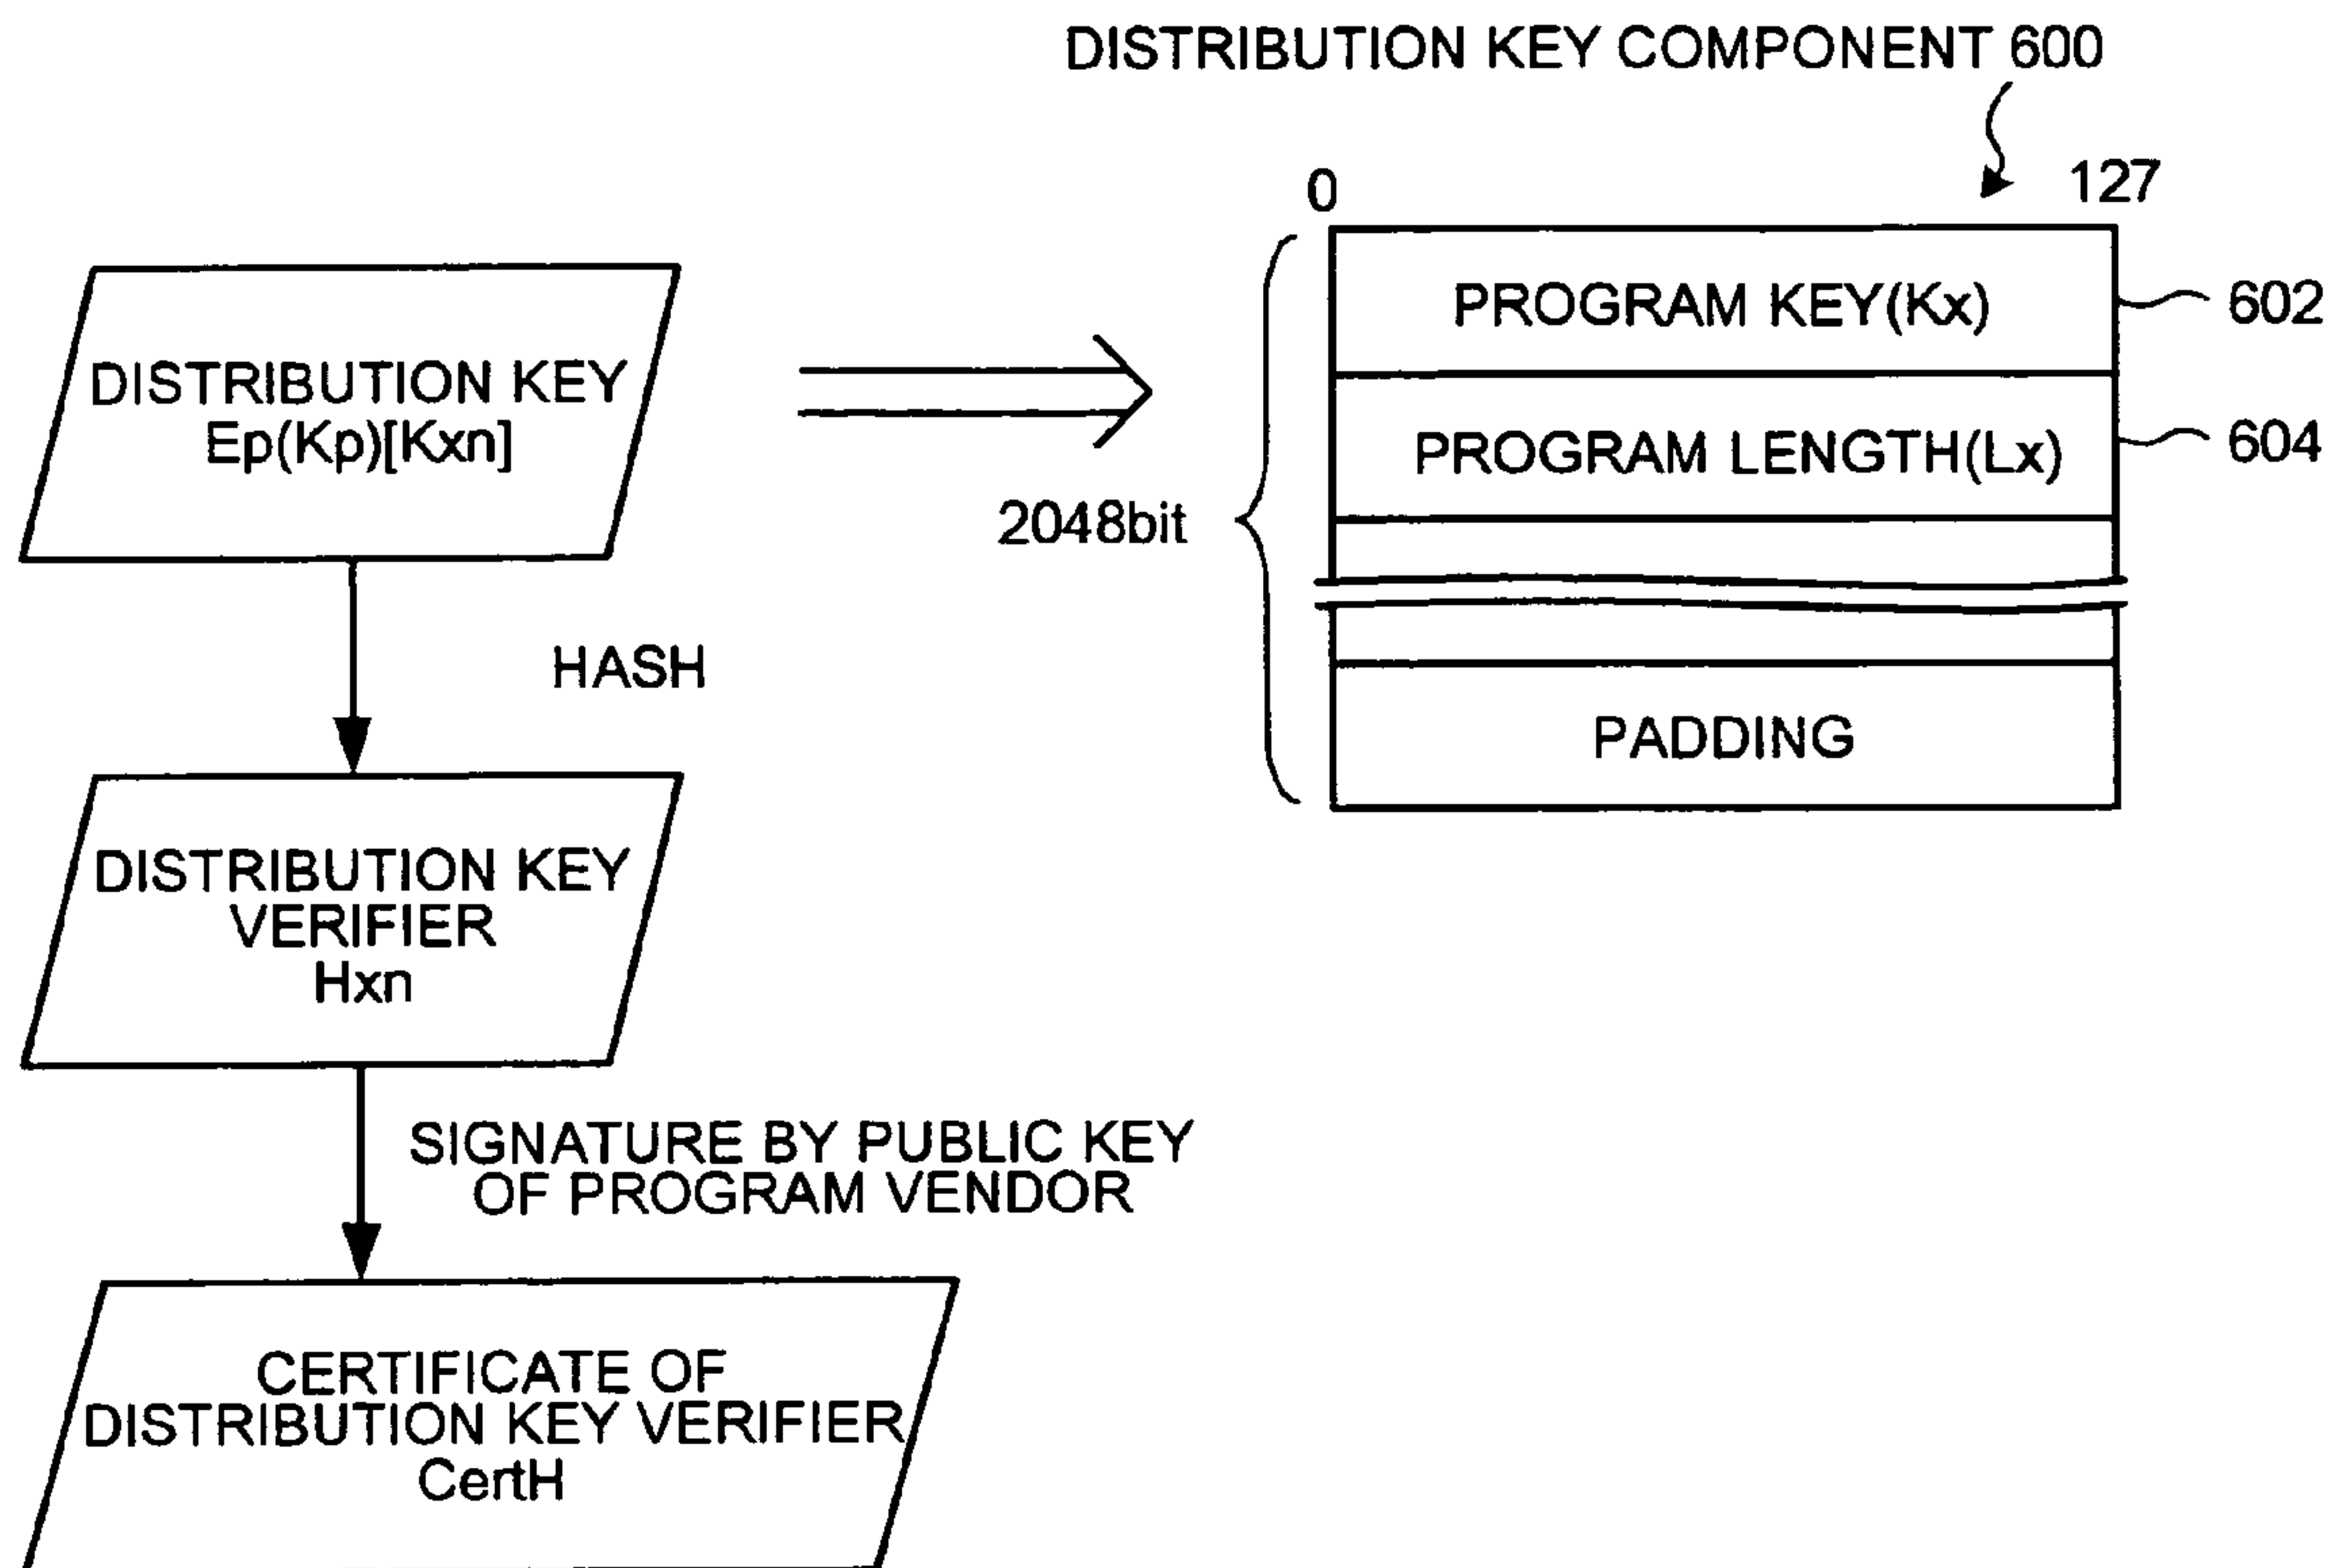 DISTRIBUTION KEY COMPONENT 600
0
127
PROGRAM KEY(Kx)
602
PROGRAM LENGTH(Lx)
604
2048bit
PADDING
DISTRIBUTION KEY
Ep(Kp)[Kxn]
HASH
DISTRIBUTION KEY
VERIFIER
Hxn
SIGNATURE BY PUBLIC KEY
OF PROGRAM VENDOR
CERTIFICATE OF
DISTRIBUTION KEY VERIFIER
CertH